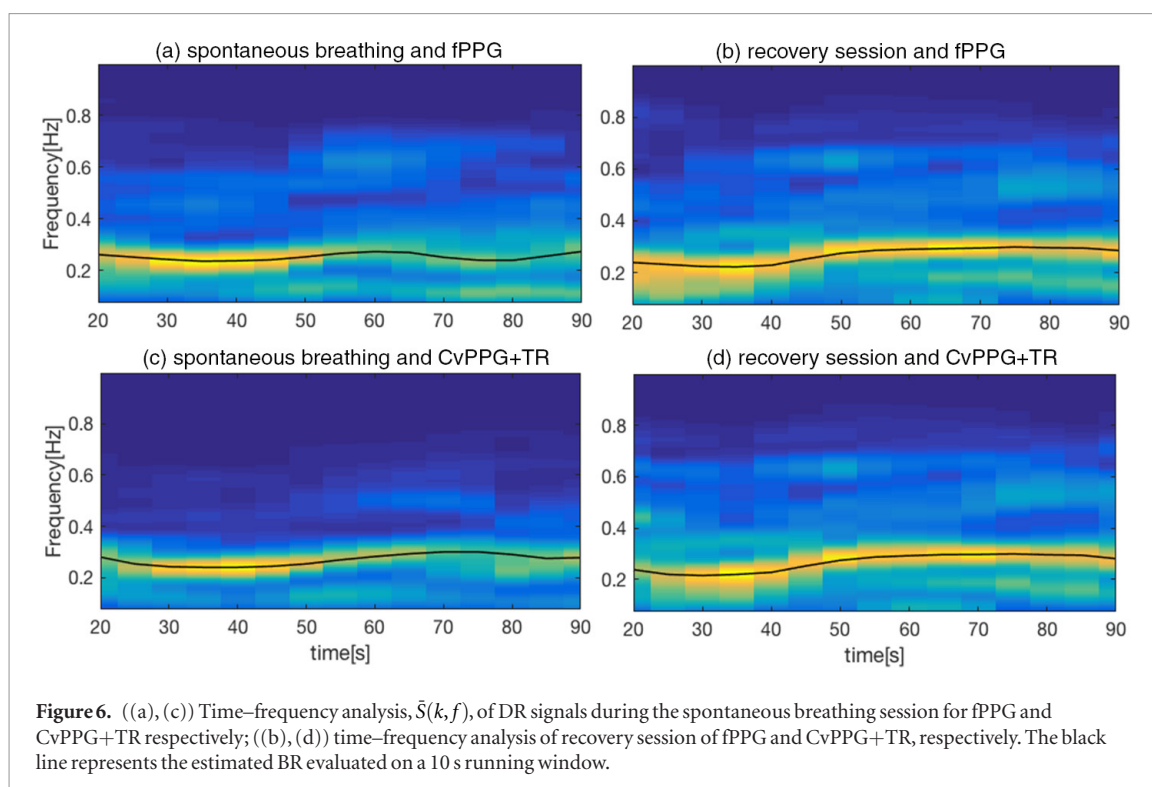 (a) spontaneous breathing and fPPG
(b) recovery session and fPPG
Frequency[Hz]
0.8
0.6
0.4
0.2
20 30 40 50 60 70 80 90
0.8
0.6
0.4
0.2
20 30 40 50 60 70 80 90
(c) spontaneous breathing and CvPPG+TR
(d) recovery session and CvPPG+TR
Frequency[Hz]
0.8
0.6
0.4
0.2
20 30 40 50 60 70 80 90
time[s]
0.8
0.6
0.4
0.2
20 30 40 50 60 70 80 90
time[s]
Figure 6. ((a), (c)) Time–frequency analysis, S̄(k, f), of DR signals during the spontaneous breathing session for fPPG and
CvPPG+TR respectively; ((b), (d)) time–frequency analysis of recovery session of fPPG and CvPPG+TR, respectively. The black
line represents the estimated BR evaluated on a 10 s running window.